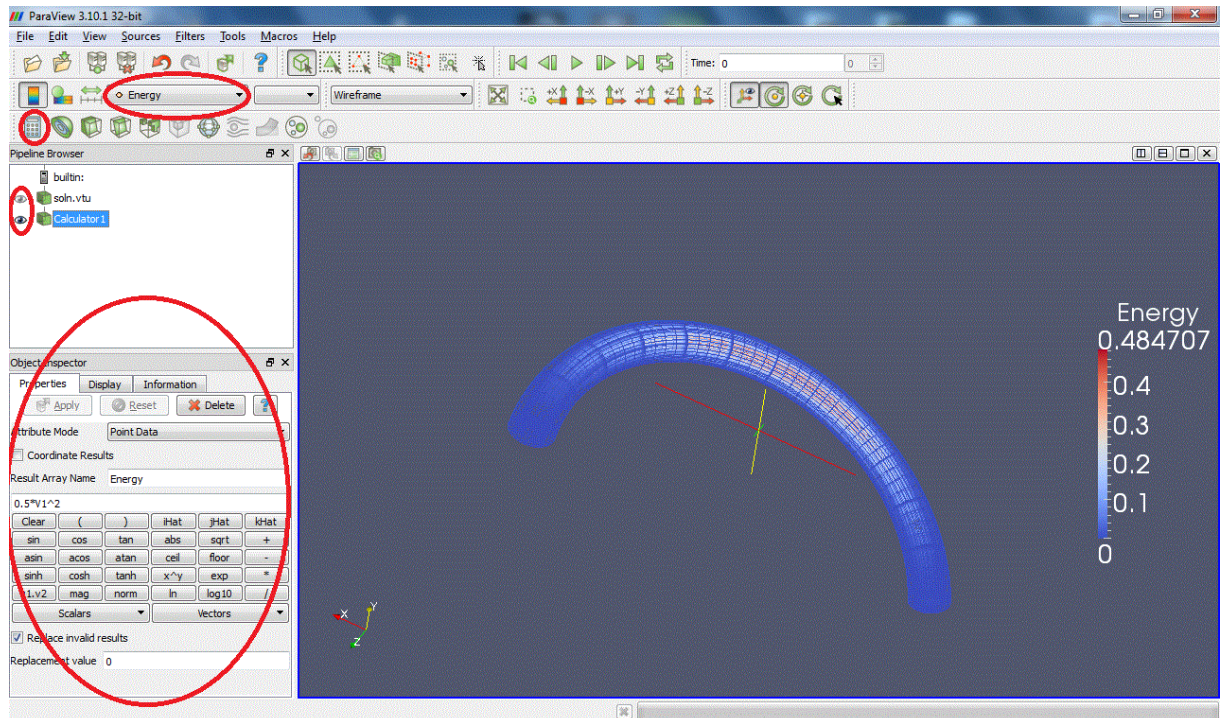 ParaView 3.10.1 32-bit
File Edit View Sources Filters Tools Macros Help
Time: 0 0
Energy Wireframe
+X -X +Y -Y +Z -Z
Pipeline Browser
builtin:
soln.vtu
Calculator1
Object Inspector
Properties Display Information
Apply Reset Delete ?
Attribute Mode Point Data
Coordinate Results
Result Array Name Energy
0.5*V1^2
Clear ( ) iHat jHat kHat
sin cos tan abs sqrt +
asin acos atan ceil floor -
sinh cosh tanh x^y exp *
v1.v2 mag norm ln log10 /
Scalars Vectors
Replace invalid results
Replacement value 0
Energy
0.484707
0.4
0.3
0.2
0.1
0
X Y
Z